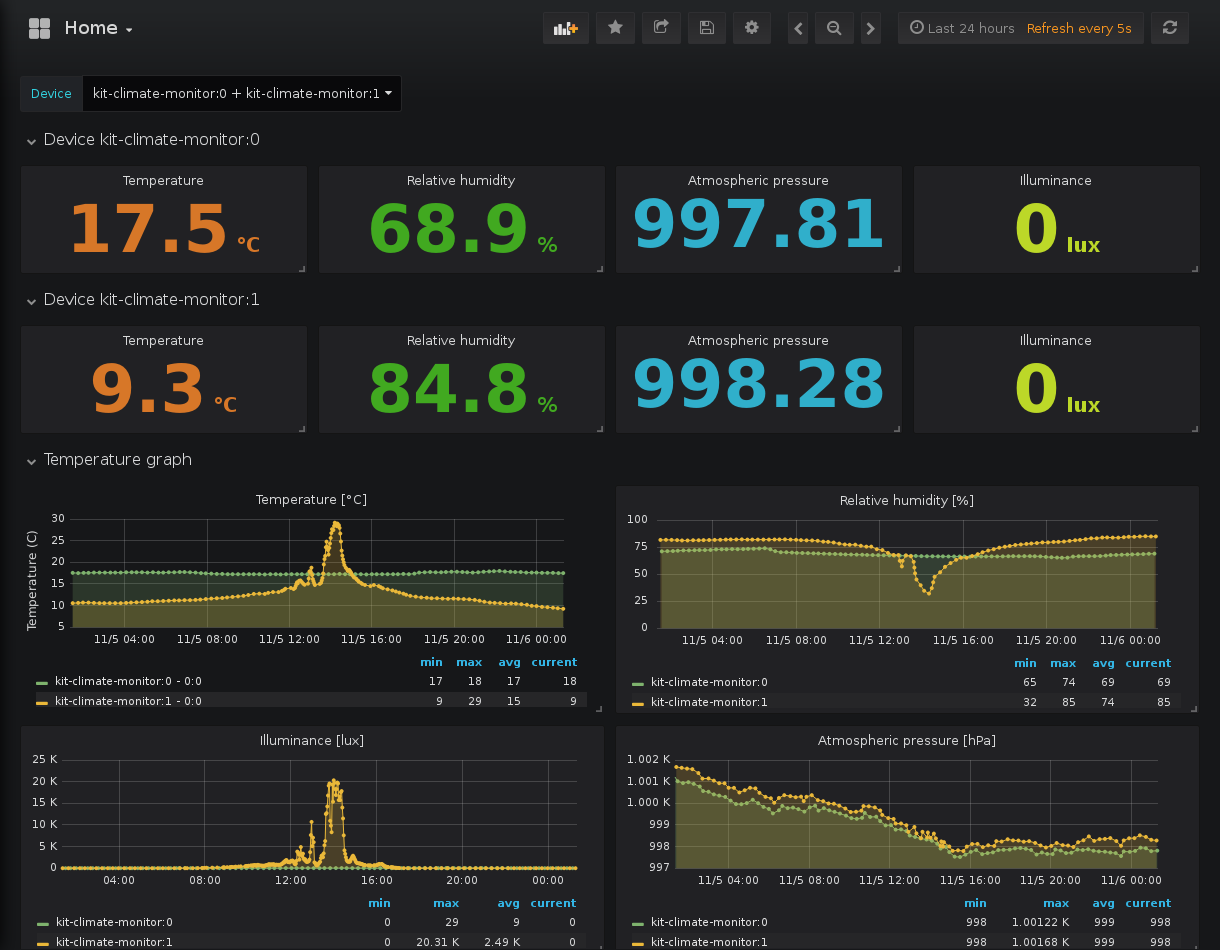 Home
Last 24 hours Refresh every 5s
Device kit-climate-monitor:0 + kit-climate-monitor:1
Device kit-climate-monitor:0
Temperature Relative humidity Atmospheric pressure Illuminance
17.5 °C 68.9 % 997.81 0 lux
Device kit-climate-monitor:1
Temperature Relative humidity Atmospheric pressure Illuminance
9.3 °C 84.8 % 998.28 0 lux
Temperature graph
Temperature [°C]
Temperature (C)
30
25
20
15
10
5
11/5 04:00 11/5 08:00 11/5 12:00 11/5 16:00 11/5 20:00 11/6 00:00
min max avg current
kit-climate-monitor:0 - 0:0 17 18 17 18
kit-climate-monitor:1 - 0:0 9 29 15 9
Relative humidity [%]
100
75
50
25
0
11/5 04:00 11/5 08:00 11/5 12:00 11/5 16:00 11/5 20:00 11/6 00:00
min max avg current
kit-climate-monitor:0 65 74 69 69
kit-climate-monitor:1 32 85 74 85
Illuminance [lux]
25 K
20 K
15 K
10 K
5 K
0
04:00 08:00 12:00 16:00 20:00 00:00
min max avg current
kit-climate-monitor:0 0 29 9 0
kit-climate-monitor:1 0 20.31 K 2.49 K 0
Atmospheric pressure [hPa]
1.002 K
1.001 K
1.000 K
999
998
997
11/5 04:00 11/5 08:00 11/5 12:00 11/5 16:00 11/5 20:00 11/6 00:00
min max avg current
kit-climate-monitor:0 998 1.00122 K 999 998
kit-climate-monitor:1 998 1.00168 K 999 998